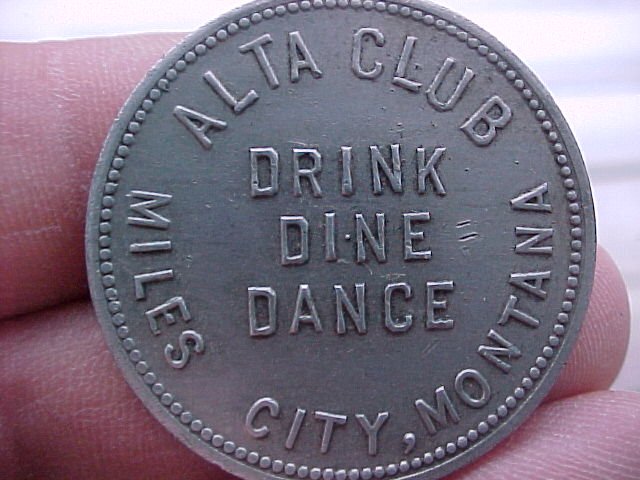 ALTA CLUB
DRINK
DINE
DANCE
MILES CITY, MONTANA